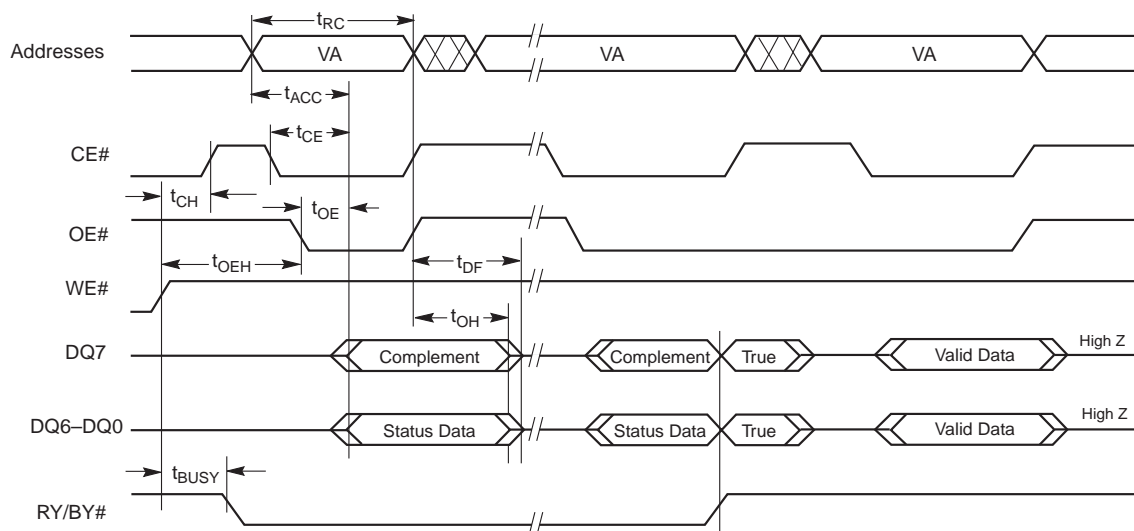 tRC
Addresses VA VA VA
tACC
tCE
CE#
tCH
tOE
OE#
tOEH
tDF
WE#
tOH
DQ7 Complement Complement True Valid Data High Z
DQ6–DQ0 Status Data Status Data True Valid Data High Z
tBUSY
RY/BY#